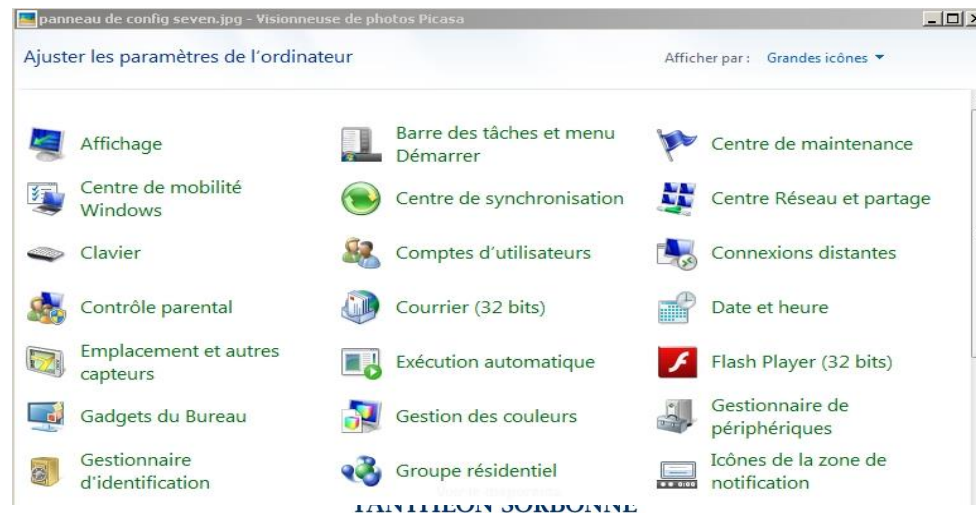 panneau de config seven.jpg - Visionneuse de photos Picasa
Ajuster les paramètres de l'ordinateur
Afficher par : Grandes icônes
Affichage
Barre des tâches et menu
Démarrer
Centre de maintenance
Centre de mobilité
Windows
Centre de synchronisation
Centre Réseau et partage
Clavier
Comptes d'utilisateurs
Connexions distantes
Contrôle parental
Courrier (32 bits)
Date et heure
Emplacement et autres
capteurs
Exécution automatique
Flash Player (32 bits)
Gadgets du Bureau
Gestion des couleurs
Gestionnaire de
périphériques
Gestionnaire
d'identification
Groupe résidentiel
Icônes de la zone de
notification
PANTHÉON SORBONNE